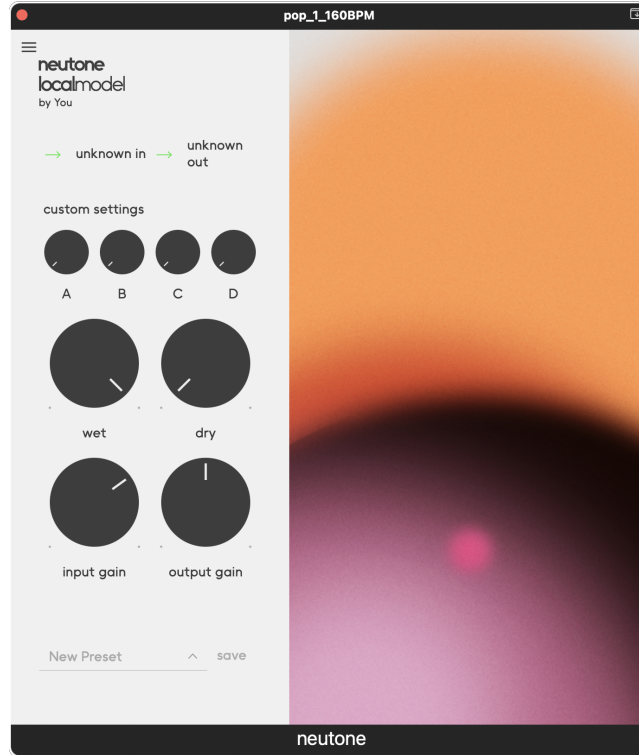 pop_1_160BPM
neutone
localmodel
by You
→ unknown in → unknown
out
custom settings
A B C D
wet dry
input gain output gain
New Preset save
neutone